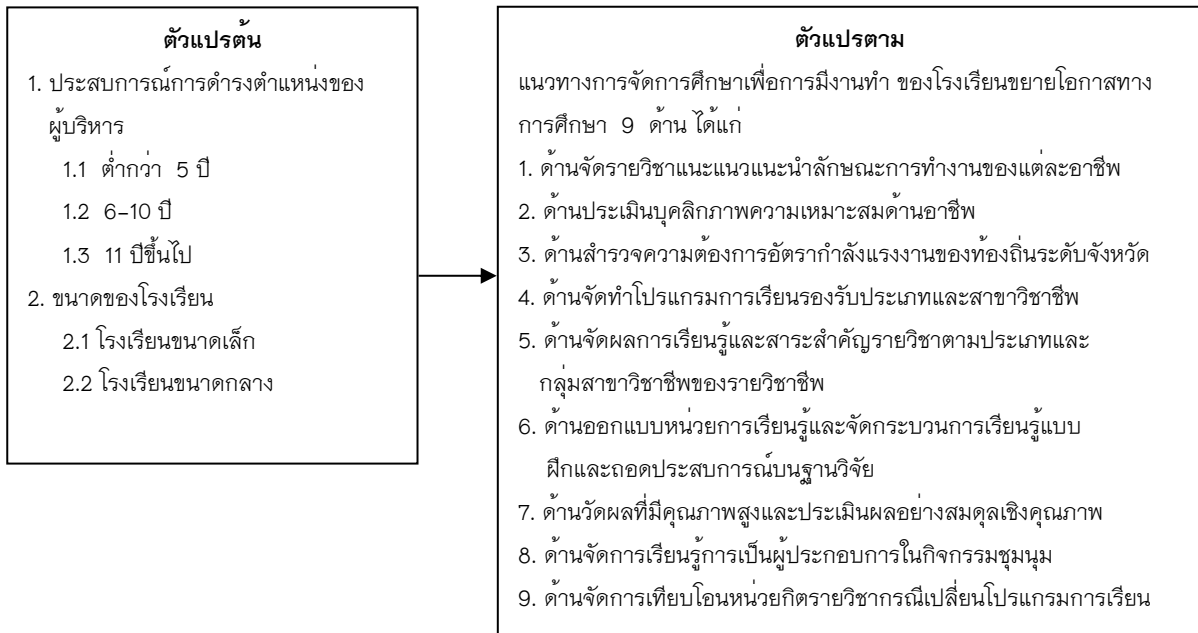 ตัวแปรต้น
1. ประสบการณ์การดำรงตำแหน่งของ
ผู้บริหาร
1.1 ต่ำกว่า 5 ปี
1.2 6-10 ปี
1.3 11 ปีขึ้นไป
2. ขนาดของโรงเรียน
2.1 โรงเรียนขนาดเล็ก
2.2 โรงเรียนขนาดกลาง
ตัวแปรตาม
แนวทางการจัดการศึกษาเพื่อการมีงานทำ ของโรงเรียนขยายโอกาสทาง
การศึกษา 9 ด้าน ได้แก่
1. ด้านจัดรายวิชาแนะแนวแนะนำลักษณะการทำงานของแต่ละอาชีพ
2. ด้านประเมินบุคลิกภาพความเหมาะสมด้านอาชีพ
3. ด้านสำรวจความต้องการอัตรากำลังแรงงานของท้องถิ่นระดับจังหวัด
4. ด้านจัดทำโปรแกรมการเรียนรองรับประเภทและสาขาวิชาชีพ
5. ด้านจัดผลการเรียนรู้และสาระสำคัญรายวิชาตามประเภทและ
กลุ่มสาขาวิชาชีพของรายวิชาชีพ
6. ด้านออกแบบหน่วยการเรียนรู้และจัดกระบวนการเรียนรู้แบบ
ฝึกและถอดประสบการณ์บนฐานวิจัย
7. ด้านวัดผลที่มีคุณภาพสูงและประเมินผลอย่างสมดุลเชิงคุณภาพ
8. ด้านจัดการเรียนรู้การเป็นผู้ประกอบการในกิจกรรมชุมนุม
9. ด้านจัดการเทียบโอนหน่วยกิตรายวิชากรณีเปลี่ยนโปรแกรมการเรียน